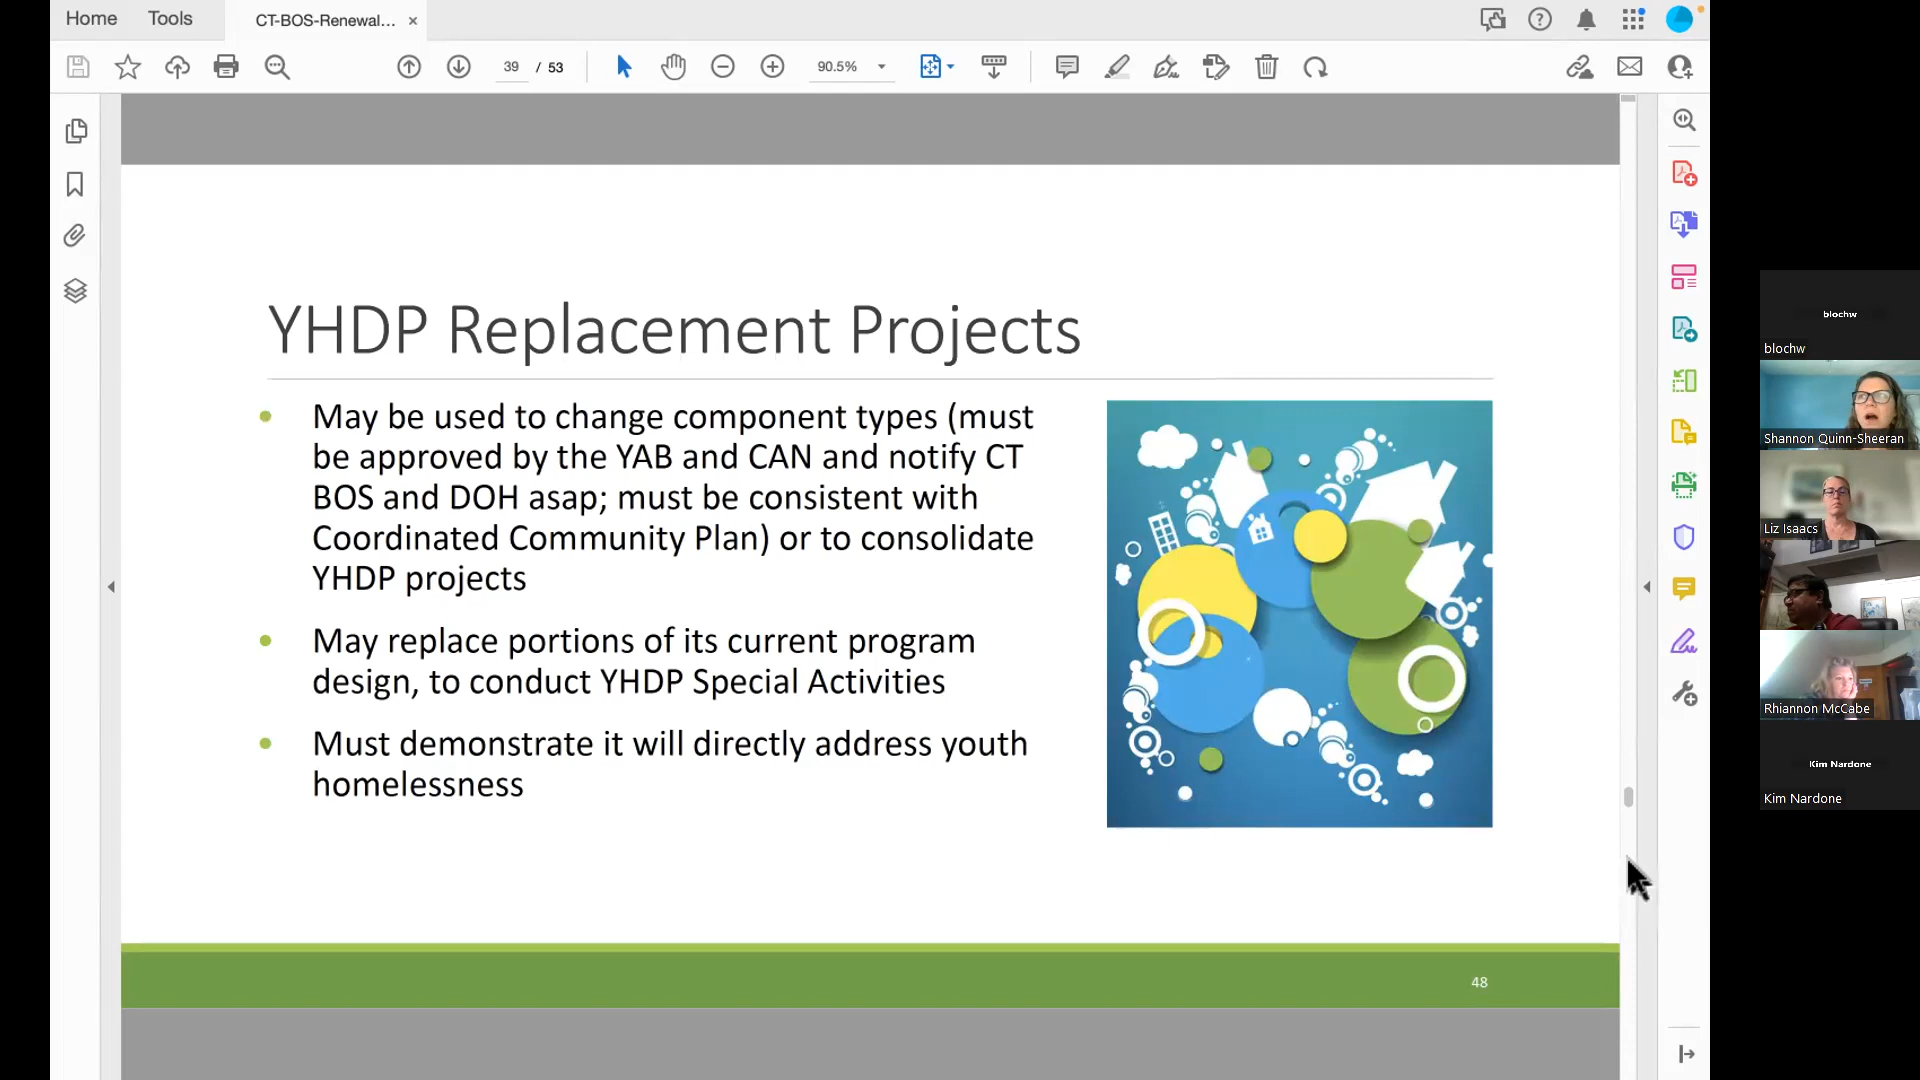 Home
Tools
CT-BOS-Renewal...
39 / 53
90.5%
YHDP Replacement Projects
May be used to change component types (must
be approved by the YAB and CAN and notify CT
BOS and DOH asap; must be consistent with
Coordinated Community Plan) or to consolidate
YHDP projects
May replace portions of its current program
design, to conduct YHDP Special Activities
Must demonstrate it will directly address youth
homelessness
48
blochw
blochw
Shannon Quinn-Sheeran
Liz Isaacs
Rhiannon McCabe
Kim Nardone
Kim Nardone